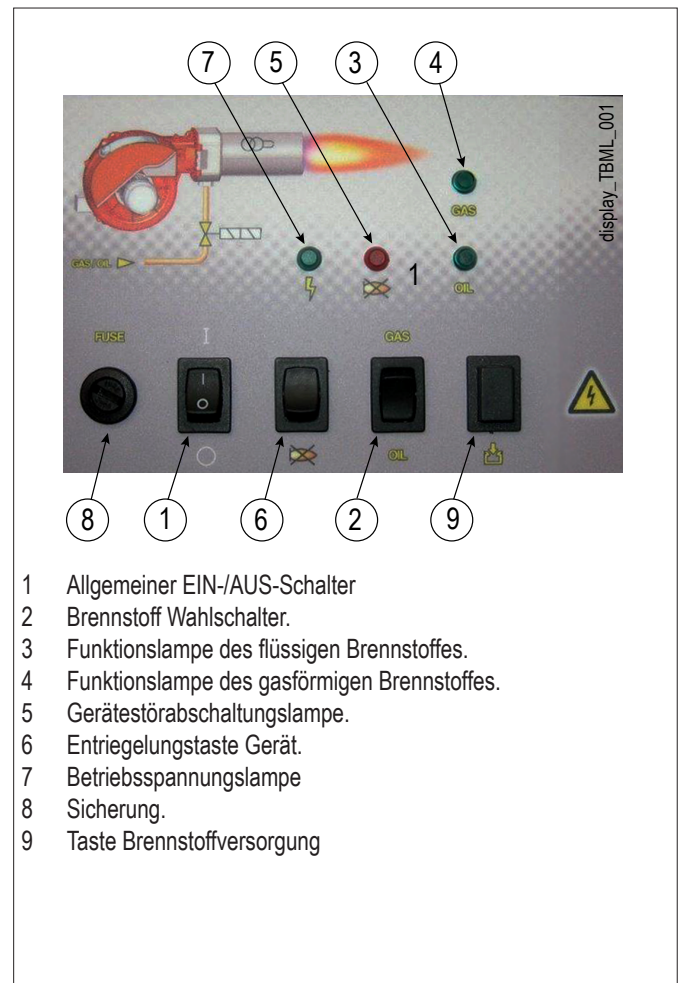 7 5 3 4
display_TBML_001
GAS
GAS/OIL
1
OIL
FUSE I GAS
I
O
OIL
8 1 6 2 9
1 Allgemeiner EIN-/AUS-Schalter
2 Brennstoff Wahlschalter.
3 Funktionslampe des flüssigen Brennstoffes.
4 Funktionslampe des gasförmigen Brennstoffes.
5 Gerätestörabschaltungslampe.
6 Entriegelungstaste Gerät.
7 Betriebsspannungslampe
8 Sicherung.
9 Taste Brennstoffversorgung